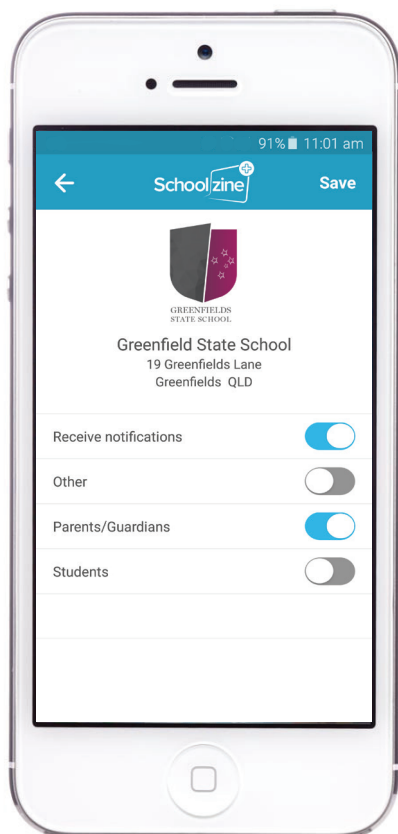 91% 11:01 am
Schoolzine
Save
GREENFIELDS
STATE SCHOOL
Greenfield State School
19 Greenfields Lane
Greenfields QLD
Receive notifications
Other
Parents/Guardians
Students